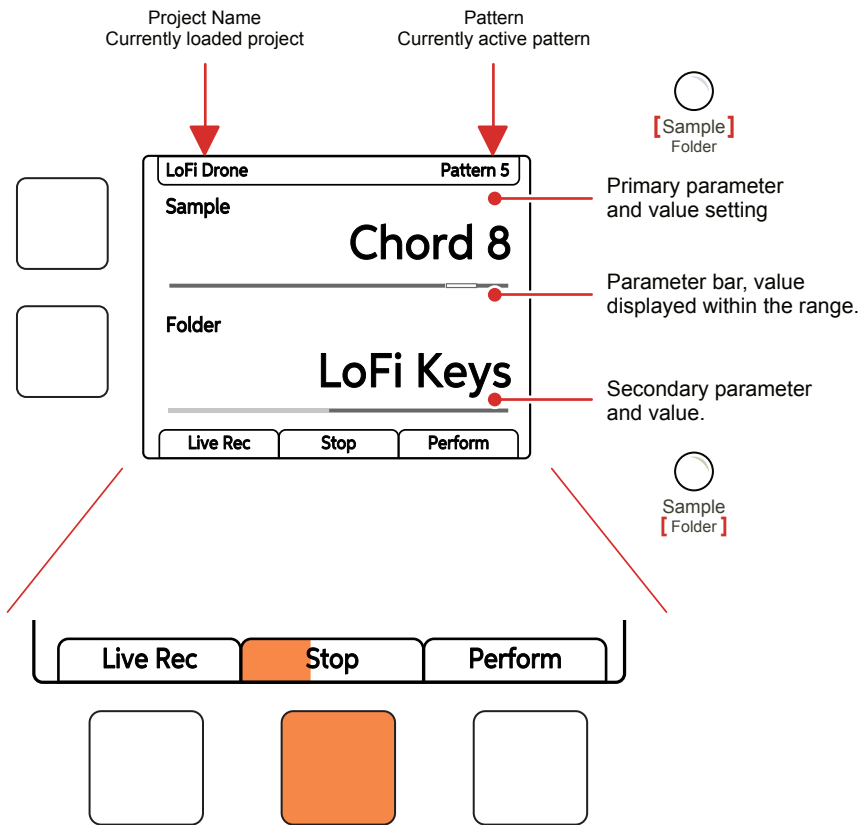 Project Name
Currently loaded project
Pattern
Currently active pattern
[Sample]
Folder
LoFi Drone
Pattern 5
Sample
Chord 8
Primary parameter
and value setting
Parameter bar, value
displayed within the range.
Folder
LoFi Keys
Secondary parameter
and value.
Live Rec
Stop
Perform
Sample
[Folder]
Live Rec
Stop
Perform